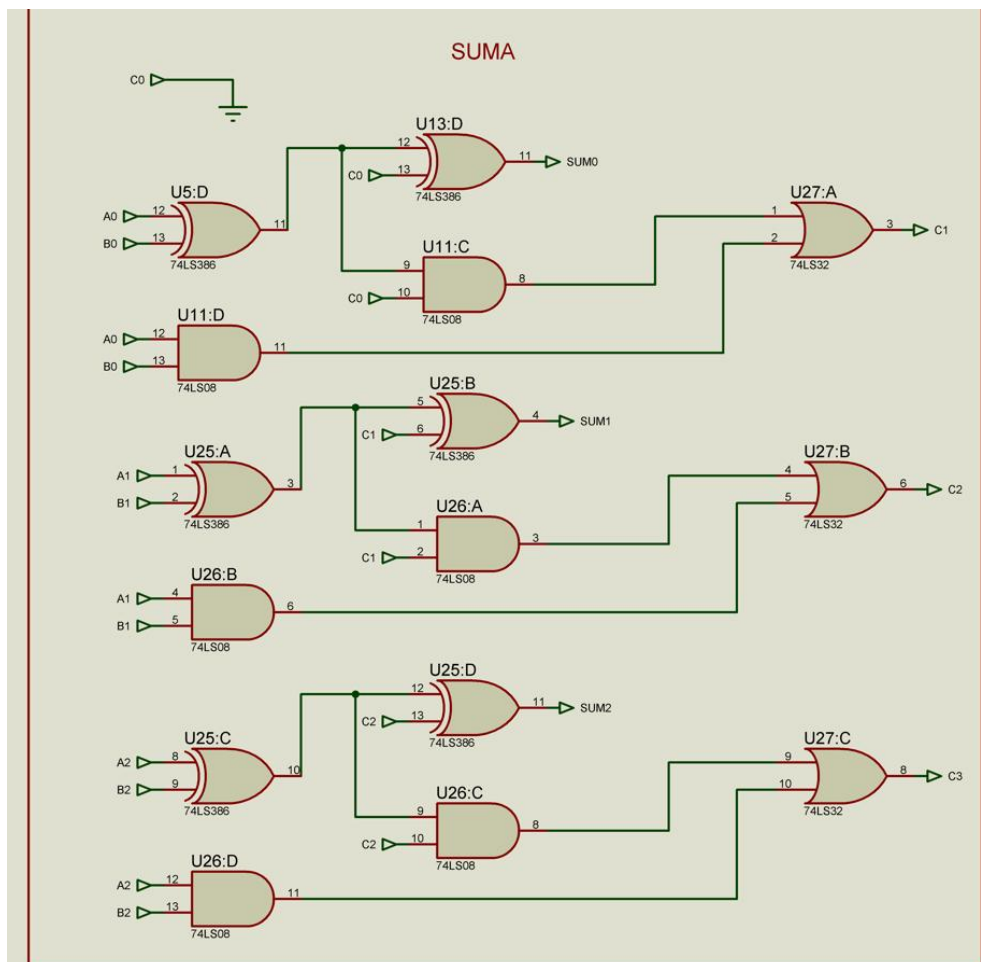 SUMA
C0
U13:D
12
11
SUM0
C0
13
74LS386
U5:D
A0
12
11
B0
13
74LS386
U27:A
1
3
C1
2
74LS32
U11:C
9
8
C0
10
74LS08
U11:D
A0
12
11
B0
13
74LS08
U25:B
5
4
SUM1
C1
6
74LS386
U25:A
A1
1
3
B1
2
74LS386
U27:B
4
6
C2
5
74LS32
U26:A
1
3
C1
2
74LS08
U26:B
A1
4
6
B1
5
74LS08
U25:D
12
11
SUM2
C2
13
74LS386
U25:C
A2
8
10
B2
9
74LS386
U27:C
9
8
C3
10
74LS32
U26:C
9
8
C2
10
74LS08
U26:D
A2
12
11
B2
13
74LS08